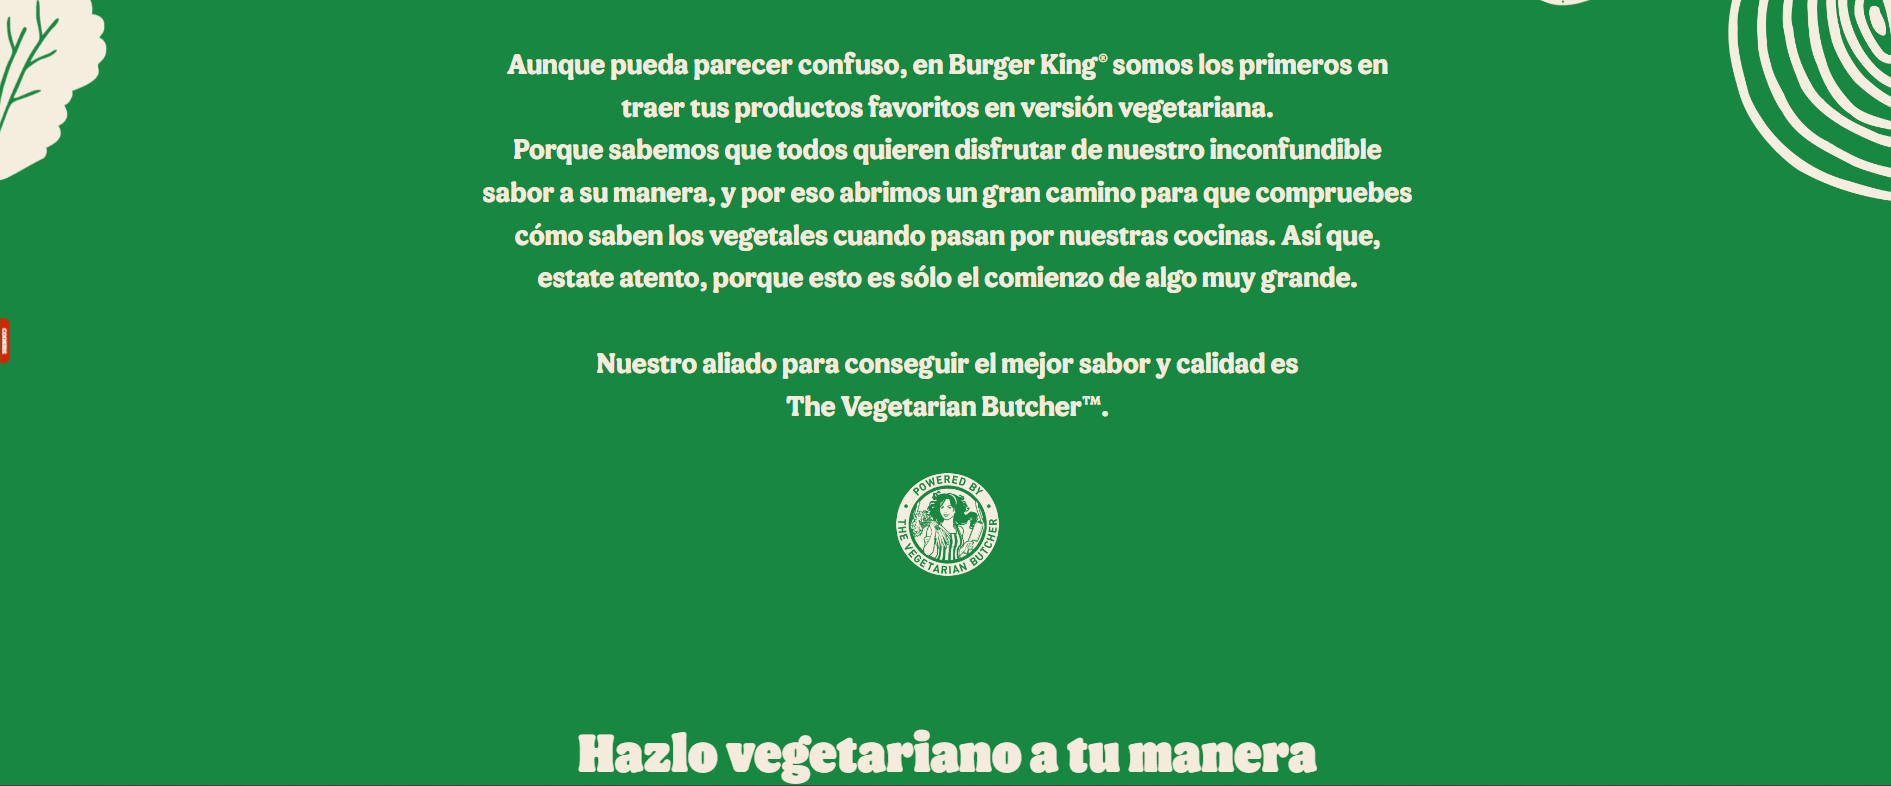 Aunque pueda parecer confuso, en Burger King® somos los primeros en
traer tus productos favoritos en versión vegetariana.
Porque sabemos que todos quieren disfrutar de nuestro inconfundible
sabor a su manera, y por eso abrimos un gran camino para que compruebes
cómo saben los vegetales cuando pasan por nuestras cocinas. Así que,
estate atento, porque esto es sólo el comienzo de algo muy grande.
Nuestro aliado para conseguir el mejor sabor y calidad es
The Vegetarian Butcher™.
POWERED BY
THE VEGETARIAN BUTCHER
Hazlo vegetariano a tu manera